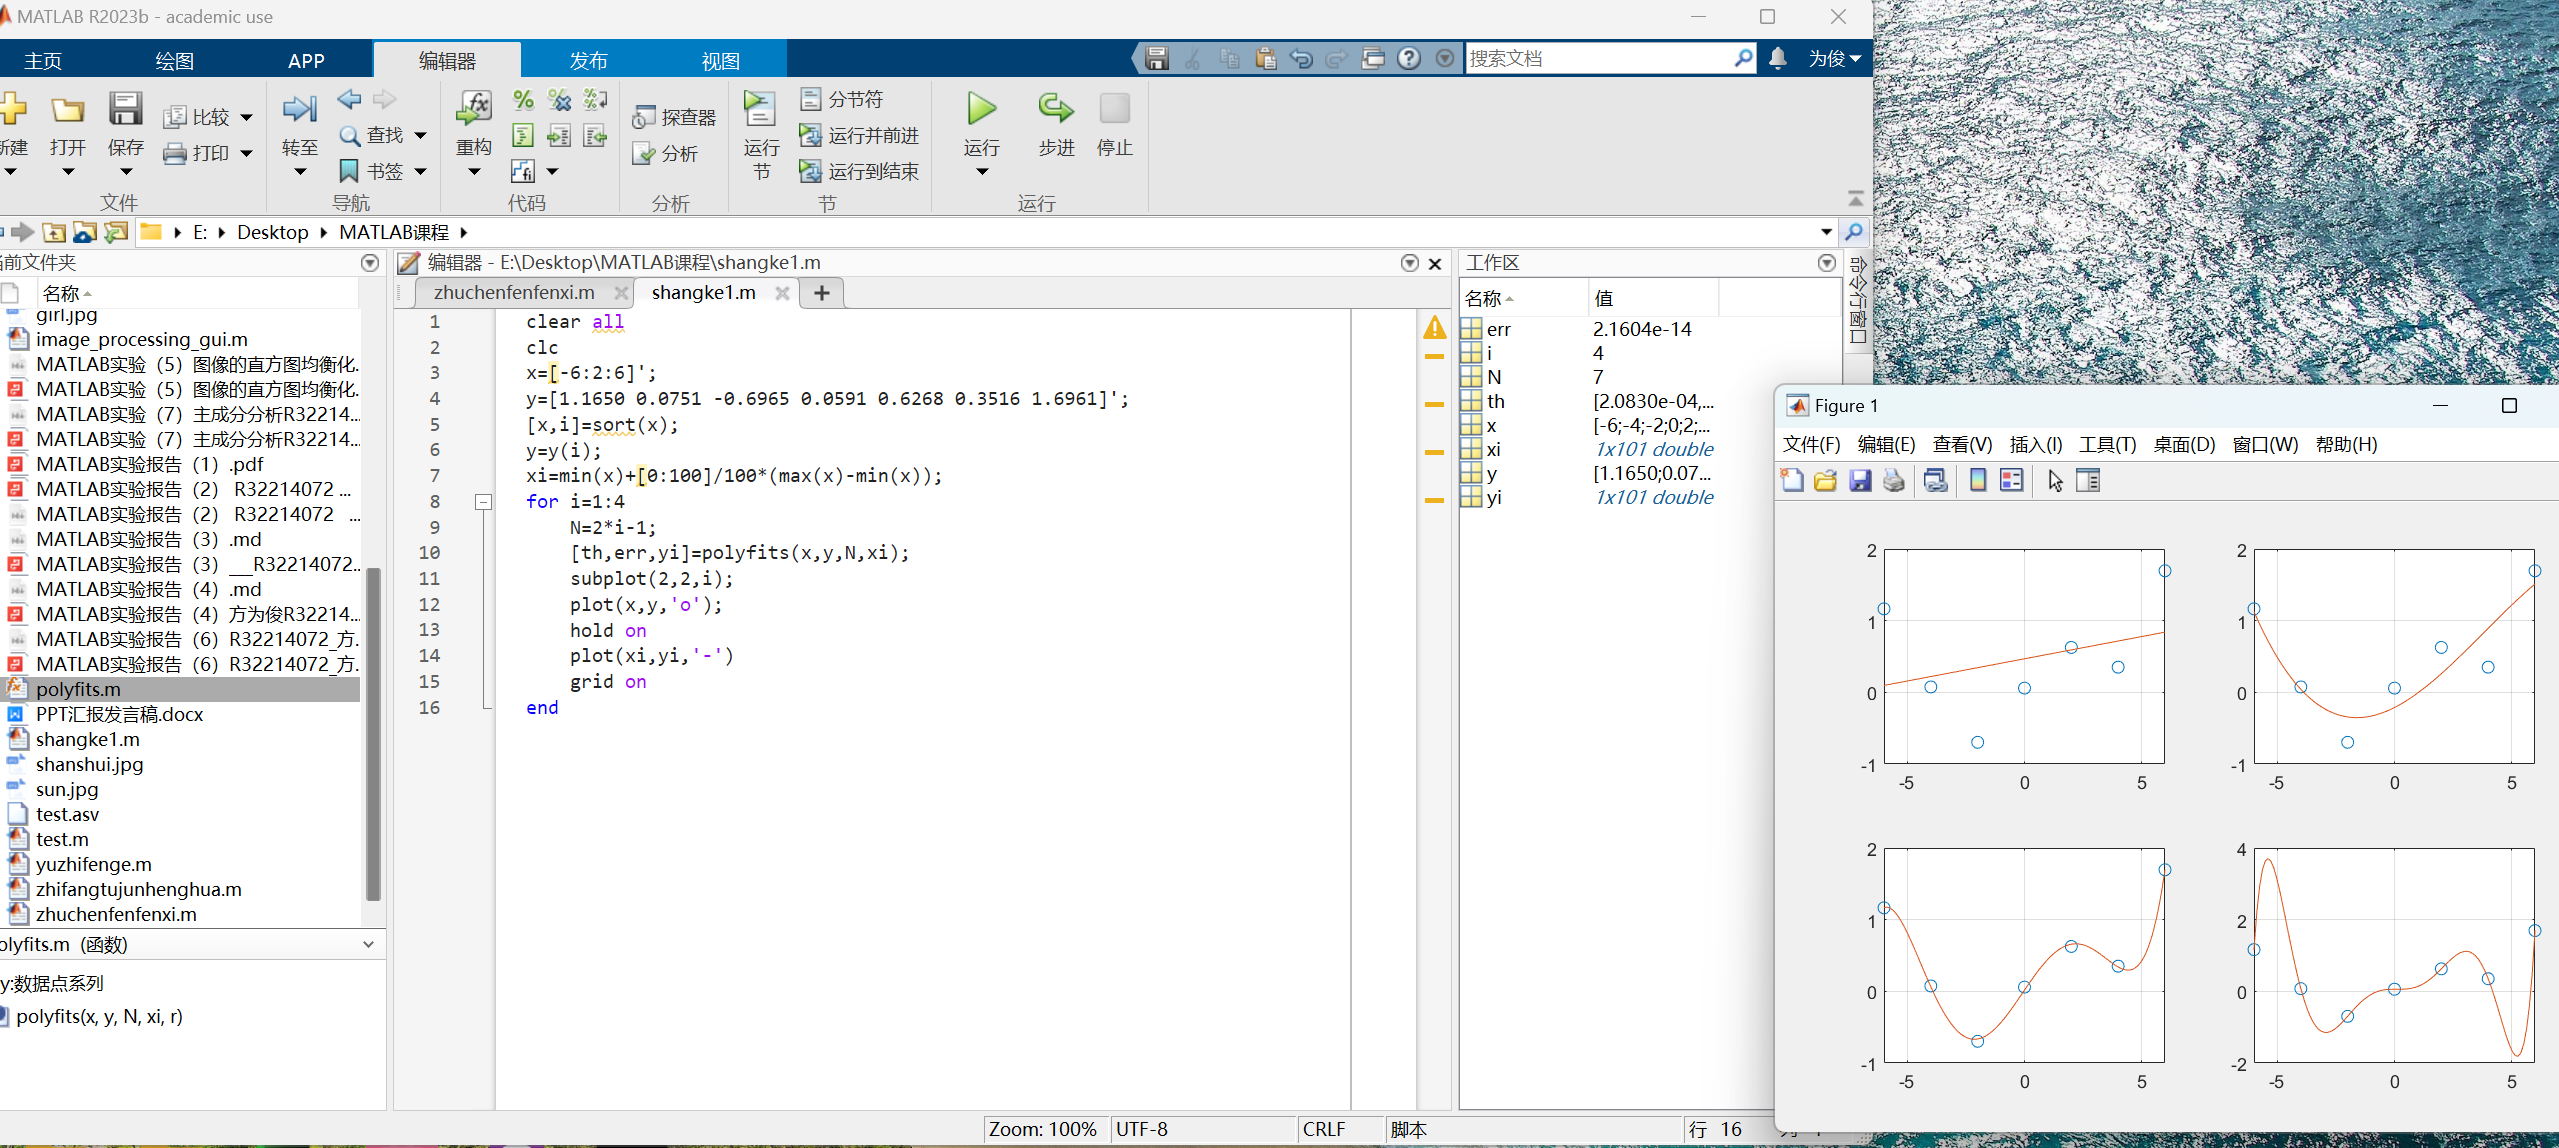 MATLAB R2023b - academic use
主页 绘图 APP 编辑器 发布 视图 搜索文档 为俊
新建 打开 保存 比较 打印 转至 查找 书签 重构 探查器 分析 运行节 分节符 运行并前进 运行到结束 运行 步进 停止
文件 导航 代码 分析 节 运行
E: Desktop MATLAB课程
当前文件夹
名称
girl.jpg
image_processing_gui.m
MATLAB实验（5）图像的直方图均衡化.
MATLAB实验（5）图像的直方图均衡化.
MATLAB实验（7）主成分分析R32214...
MATLAB实验（7）主成分分析R32214...
MATLAB实验报告（1）.pdf
MATLAB实验报告（2） R32214072 ...
MATLAB实验报告（2） R32214072 ...
MATLAB实验报告（3）.md
MATLAB实验报告（3）__R32214072...
MATLAB实验报告（4）.md
MATLAB实验报告（4）方为俊R32214...
MATLAB实验报告（6）R32214072_方.
MATLAB实验报告（6）R32214072_方.
polyfits.m
PPT汇报发言稿.docx
shangke1.m
shanshui.jpg
sun.jpg
test.asv
test.m
yuzhifenge.m
zhifangtujunhenghua.m
zhuchenfenfenxi.m
olyfits.m (函数)
y:数据点系列
polyfits(x, y, N, xi, r)
编辑器 - E:\Desktop\MATLAB课程\shangke1.m
zhuchenfenfenxi.m shangke1.m
1 clear all
2 clc
3 x=[-6:2:6]';
4 y=[1.1650 0.0751 -0.6965 0.0591 0.6268 0.3516 1.6961]';
5 [x,i]=sort(x);
6 y=y(i);
7 xi=min(x)+[0:100]/100*(max(x)-min(x));
8 for i=1:4
9 N=2*i-1;
10 [th,err,yi]=polyfits(x,y,N,xi);
11 subplot(2,2,i);
12 plot(x,y,'o');
13 hold on
14 plot(xi,yi,'-')
15 grid on
16 end
工作区
名称 值
err 2.1604e-14
i 4
N 7
th [2.0830e-04,...
x [-6;-4;-2;0;2;...
xi 1x101 double
y [1.1650;0.07...
yi 1x101 double
命令行窗口
Figure 1
文件(F) 编辑(E) 查看(V) 插入(I) 工具(T) 桌面(D) 窗口(W) 帮助(H)
2 1 0 -1
-5 0 5
2 1 0 -1
-5 0 5
2 1 0 -1
-5 0 5
4 2 0 -2
-5 0 5
Zoom: 100% UTF-8 CRLF 脚本 行 16